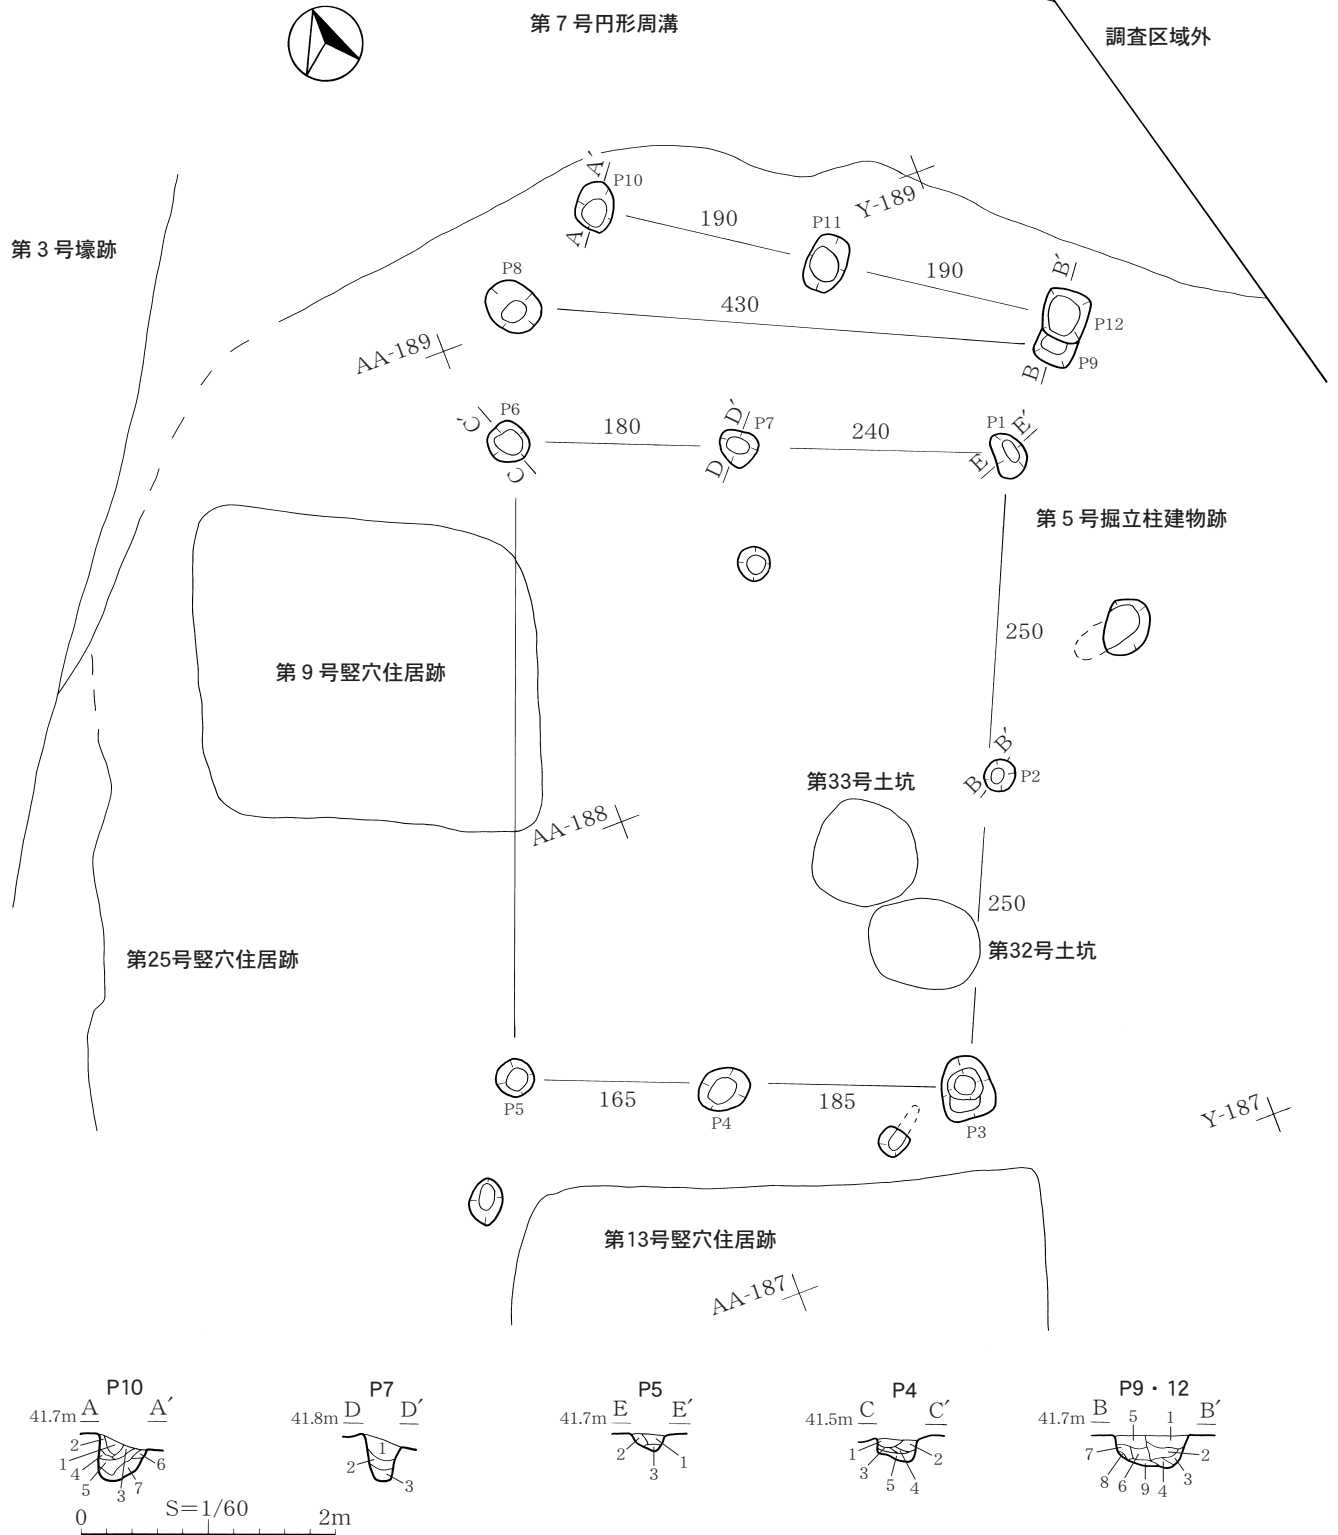 第７号円形周溝
調査区域外
A′
P10
Y-189
第３号壕跡
190
P11
A
P8
190
B′
430
P12
AA-189
B
P9
C′
P6
D′
P7
P1
E′
180
240
D
C
E
第５号掘立柱建物跡
250
第９号竪穴住居跡
B′
P2
B
第33号土坑
AA-188
250
第32号土坑
第25号竪穴住居跡
P5
165
P4
185
P3
Y-187
第13号竪穴住居跡
AA-187
P10
41.7m A A′
2
1
4
5
3
7
6
P7
41.8m D D′
1
2
3
P5
41.7m E E′
2
3
1
P4
41.5m C C′
1
3
5
4
2
P9・12
41.7m B B′
5
1
7
8
6
9
4
3
2
S＝1/60
0 2m